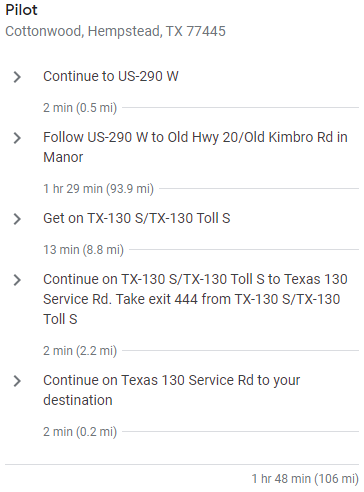 Pilot
Cottonwood, Hempstead, TX 77445
Continue to US-290 W
2 min (0.5 mi)
Follow US-290 W to Old Hwy 20/Old Kimbro Rd in
Manor
1 hr 29 min (93.9 mi)
Get on TX-130 S/TX-130 Toll S
13 min (8.8 mi)
Continue on TX-130 S/TX-130 Toll S to Texas 130
Service Rd. Take exit 444 from TX-130 S/TX-130
Toll S
2 min (2.2 mi)
Continue on Texas 130 Service Rd to your
destination
2 min (0.2 mi)
1 hr 48 min (106 mi)